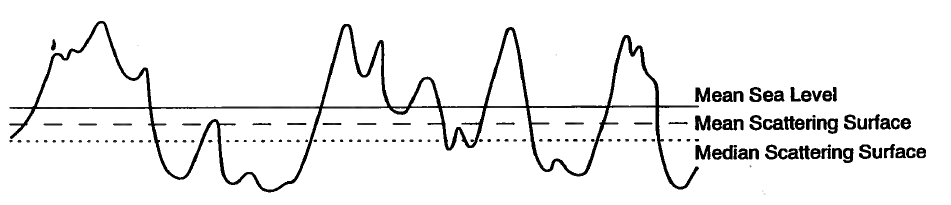 Mean Sea Level
Mean Scattering Surface
Median Scattering Surface